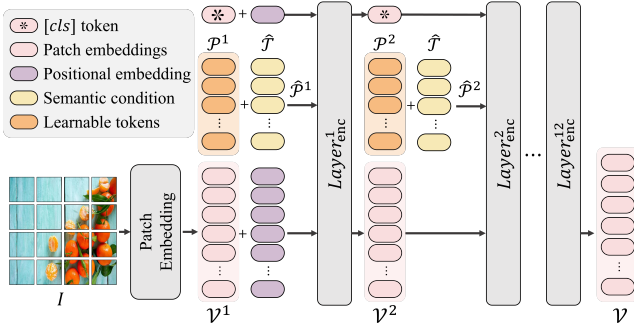 * [cls] token
Patch embeddings
Positional embedding
Semantic condition
Learnable tokens
* +
𝒫¹ 𝒯̂
+ 𝒫̂¹
...
...
*
𝒫² 𝒯̂
+ 𝒫̂²
...
...
Patch
Embedding
I
+
...
...
𝒱¹
Layer¹enc
...
𝒱²
Layer²enc
...
Layer¹²enc
...
𝒱